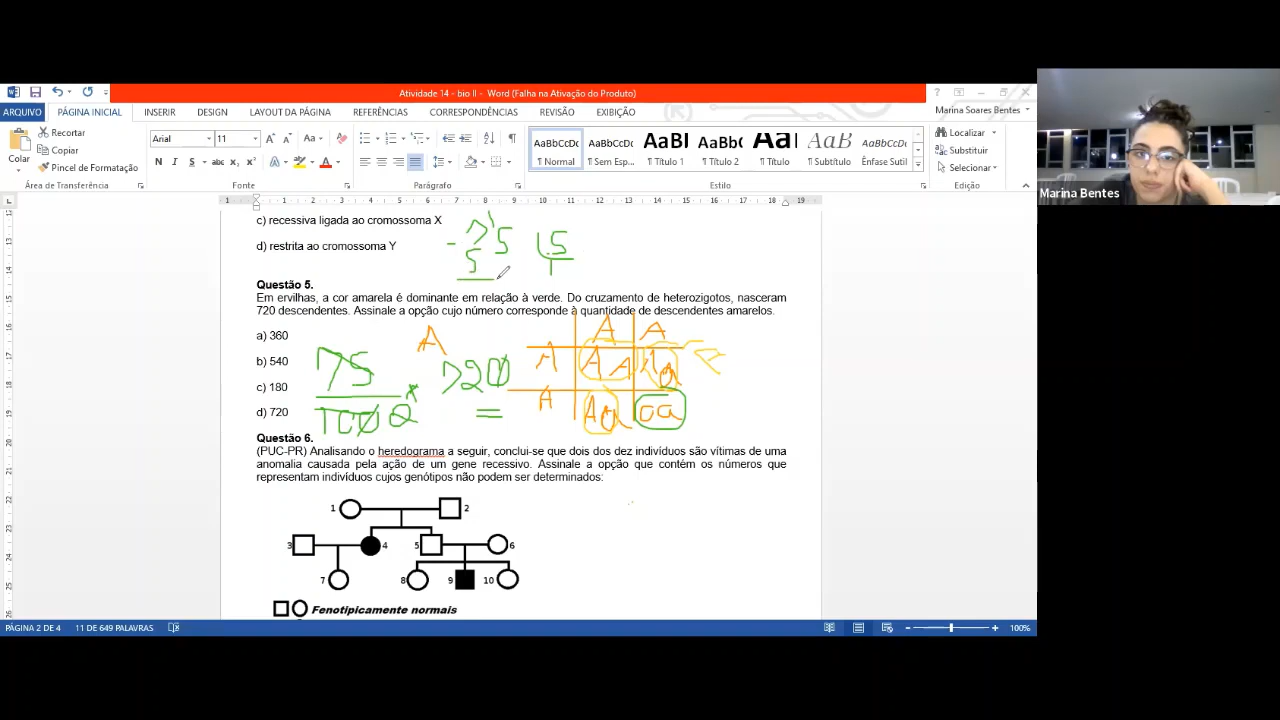 Atividade 14 - bio II - Word (Falha na Ativação do Produto)
ARQUIVO PÁGINA INICIAL INSERIR DESIGN LAYOUT DA PÁGINA REFERÊNCIAS CORRESPONDÊNCIAS REVISÃO EXIBIÇÃO Marina Soares Bentes
Colar
Recortar
Copiar
Pincel de Formatação
Área de Transferência
Arial 11
Fonte
Parágrafo
AaBbCcDc AaBbCcDc AaBl AaBbC AaBl AaB AaBbCcD AaBbCcDc
¶ Normal ¶ Sem Esp... ¶ Título 1 ¶ Título 2 ¶ Título ¶ Subtítulo Ênfase Sutil
Estilo
Localizar
Substituir
Selecionar
Edição
Marina Bentes
c) recessiva ligada ao cromossoma X
d) restrita ao cromossoma Y
- 75 5
5 1
Questão 5.
Em ervilhas, a cor amarela é dominante em relação à verde. Do cruzamento de heterozigotos, nasceram
720 descendentes. Assinale a opção cujo número corresponde à quantidade de descendentes amarelos.
a) 360
b) 540
c) 180
d) 720
A
75
100
720
=
A A
A AA Aa
A Aa aa
Questão 6.
(PUC-PR) Analisando o heredograma a seguir, conclui-se que dois dos dez indivíduos são vítimas de uma
anomalia causada pela ação de um gene recessivo. Assinale a opção que contém os números que
representam indivíduos cujos genótipos não podem ser determinados:
1 2
3 4 5 6
7 8 9 10
Fenotipicamente normais
PÁGINA 2 DE 4 11 DE 649 PALAVRAS 100%